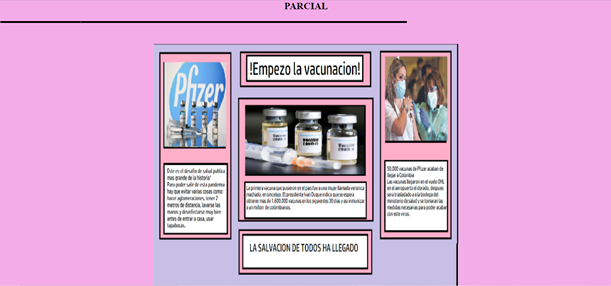 PARCIAL
!Empezo la vacunacion!
Pfizer
Este es el desafio de salud publica
mas grande de la historia"
Para poder salir de esta pandemia
hay que evitar varias cosas como
hacer aglomeraciones, tener 2
metros de distancia, lavarse las
manos y desinfectarse muy bien
antes de entrar a casa, usar
tapabocas.
La primera vacuna que pusieron en el pais fue a una mujer llamada veronica
machado, en sincelejo. El presidente Ivan Duque indico que se espera
obtener mas de 1.600.000 vacunas en los siguientes 30 dias y asi inmunizar
a un millon de colombianos.
50.000 vacunas de Pfizer acaban de
llegar a Colombia
Las vacunas llegaron en el vuelo DHL
en el aeropuerto el dorado, después
sera trasladado a a la bodega del
ministerio de salud y se tomaran las
medidas necesarias para poder acabar
con este virus.
LA SALVACION DE TODOS HA LLEGADO